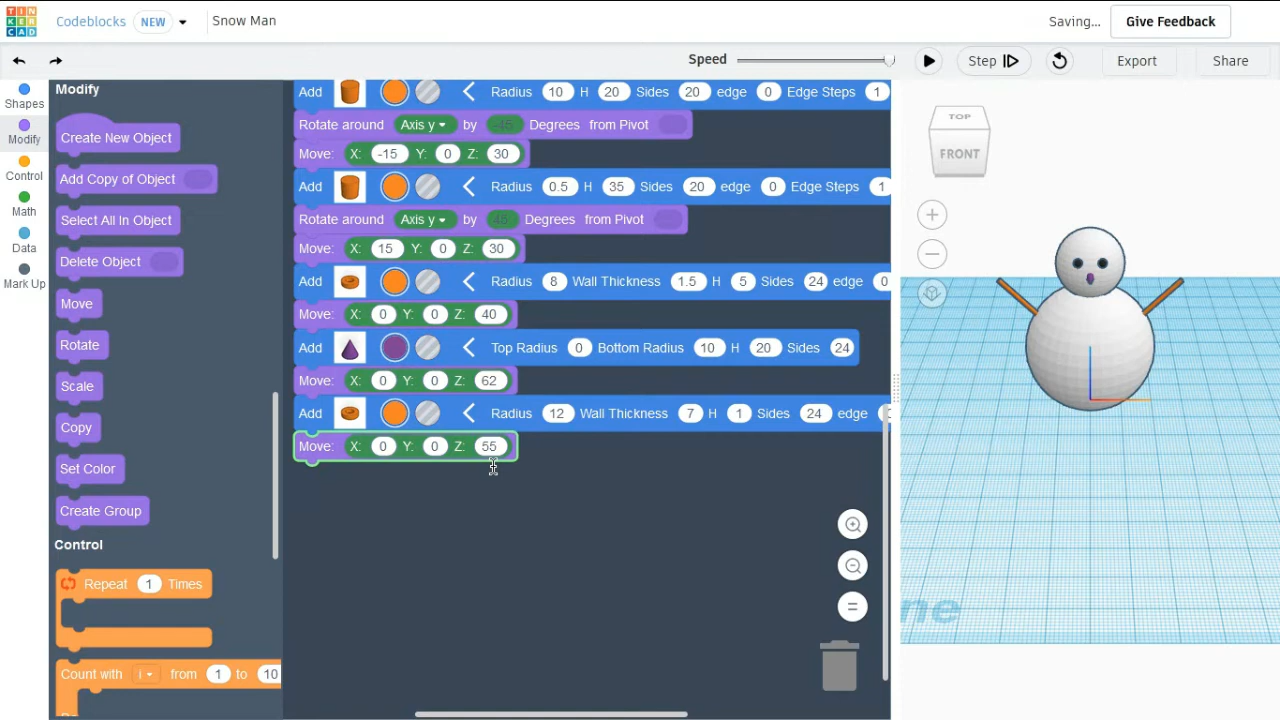 TIN
KER
CAD
Codeblocks NEW Snow Man Saving... Give Feedback
Speed Step Export Share
Shapes
Modify
Control
Math
Data
Mark Up
Modify
Create New Object
Add Copy of Object
Select All In Object
Delete Object
Move
Rotate
Scale
Copy
Set Color
Create Group
Control
Repeat 1 Times
Count with i from 1 to 10
Add Radius 10 H 20 Sides 20 edge 0 Edge Steps 1
Rotate around Axis y by -45 Degrees from Pivot
Move: X: -15 Y: 0 Z: 30
Add Radius 0.5 H 35 Sides 20 edge 0 Edge Steps 1
Rotate around Axis y by 45 Degrees from Pivot
Move: X: 15 Y: 0 Z: 30
Add Radius 8 Wall Thickness 1.5 H 5 Sides 24 edge 0
Move: X: 0 Y: 0 Z: 40
Add Top Radius 0 Bottom Radius 10 H 20 Sides 24
Move: X: 0 Y: 0 Z: 62
Add Radius 12 Wall Thickness 7 H 1 Sides 24 edge
Move: X: 0 Y: 0 Z: 55
TOP
FRONT
ne